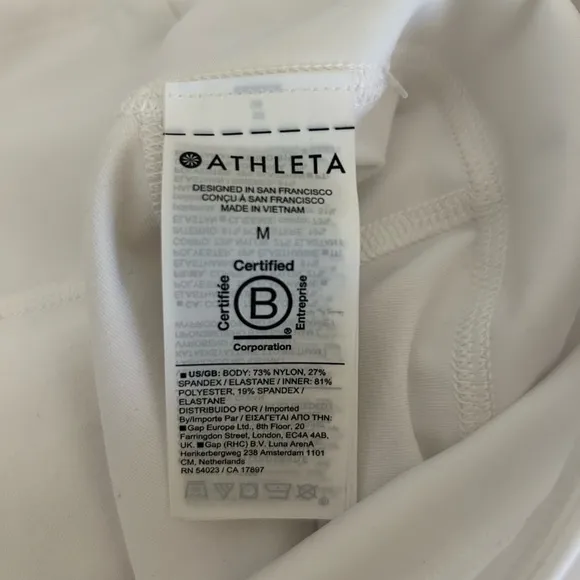 ATHLETA
DESIGNED IN SAN FRANCISCO
CONÇU À SAN FRANCISCO
MADE IN VIETNAM
M
Certified
Certifiée
B
Entreprise
®
Corporation
US/GB: BODY: 73% NYLON, 27%
SPANDEX / ELASTANE / INNER: 81%
POLYESTER, 19% SPANDEX /
ELASTANE
DISTRIBUIDO POR / Imported
By/Importe Par / ΕΙΣΑΓΕΤΑΙ ΑΠΟ ΤΗΝ:
Gap Europe Ltd., 8th Floor, 20
Farringdon Street, London, EC4A 4AB,
UK. Gap (RHC) B.V. Luna ArenA
Herikerbergweg 238 Amsterdam 1101
CM, Netherlands
RN 54023 / CA 17897